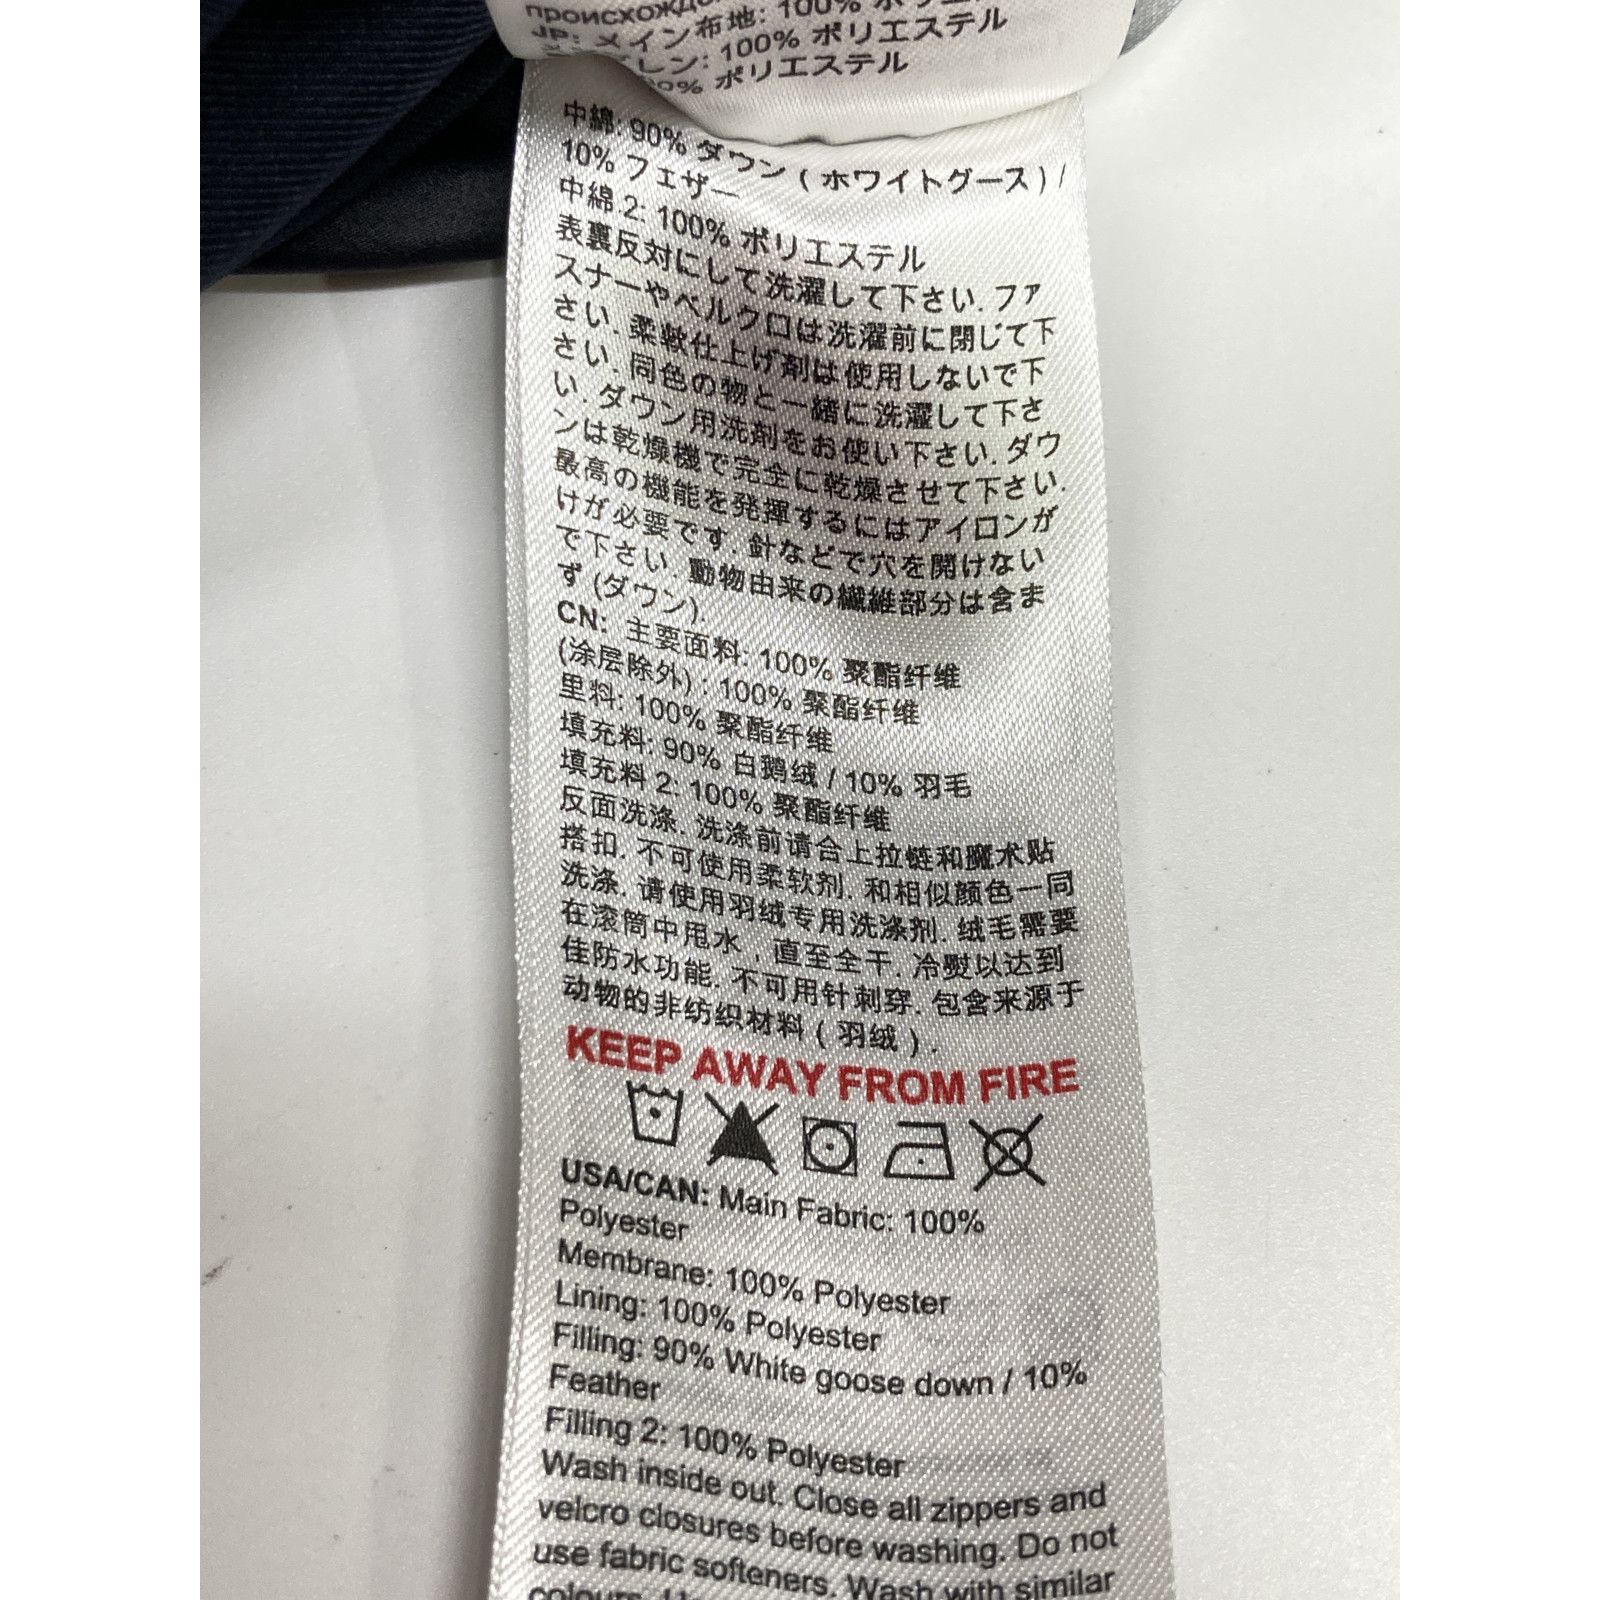 JP: メイン布地: 100% ポリエ
レン: 100% ポリエステル
% ポリエステル
中綿: 90% ダウン ( ホワイトグース ) /
10% フェザー
中綿 2: 100% ポリエステル
表裏反対にして洗濯して下さい. ファ
スナーやベルクロは洗濯前に閉じて下
さい. 柔軟仕上げ剤は使用しないで下
さい. 同色の物と一緒に洗濯して下さ
い. ダウン用洗剤をお使い下さい. ダウ
ンは乾燥機で完全に乾燥させて下さい.
最高の機能を発揮するにはアイロンが
けが必要です. 針などで穴を開けない
で下さい. 動物由来の繊維部分は含ま
ず (ダウン).
CN: 主要面料: 100% 聚酯纤维
(涂层除外) : 100% 聚酯纤维
里料: 100% 聚酯纤维
填充料: 90% 白鹅绒 / 10% 羽毛
填充料 2: 100% 聚酯纤维
反面洗涤. 洗涤前请合上拉链和魔术贴
搭扣. 不可使用柔软剂. 和相似颜色一同
洗涤. 请使用羽绒专用洗涤剂. 绒毛需要
在滚筒中甩水 , 直至全干. 冷熨以达到
佳防水功能. 不可用针刺穿. 包含来源于
动物的非纺织材料 ( 羽绒 ) .
KEEP AWAY FROM FIRE
USA/CAN: Main Fabric: 100%
Polyester
Membrane: 100% Polyester
Lining: 100% Polyester
Filling: 90% White goose down / 10%
Feather
Filling 2: 100% Polyester
Wash inside out. Close all zippers and
velcro closures before washing. Do not
use fabric softeners. Wash with similar
colours.